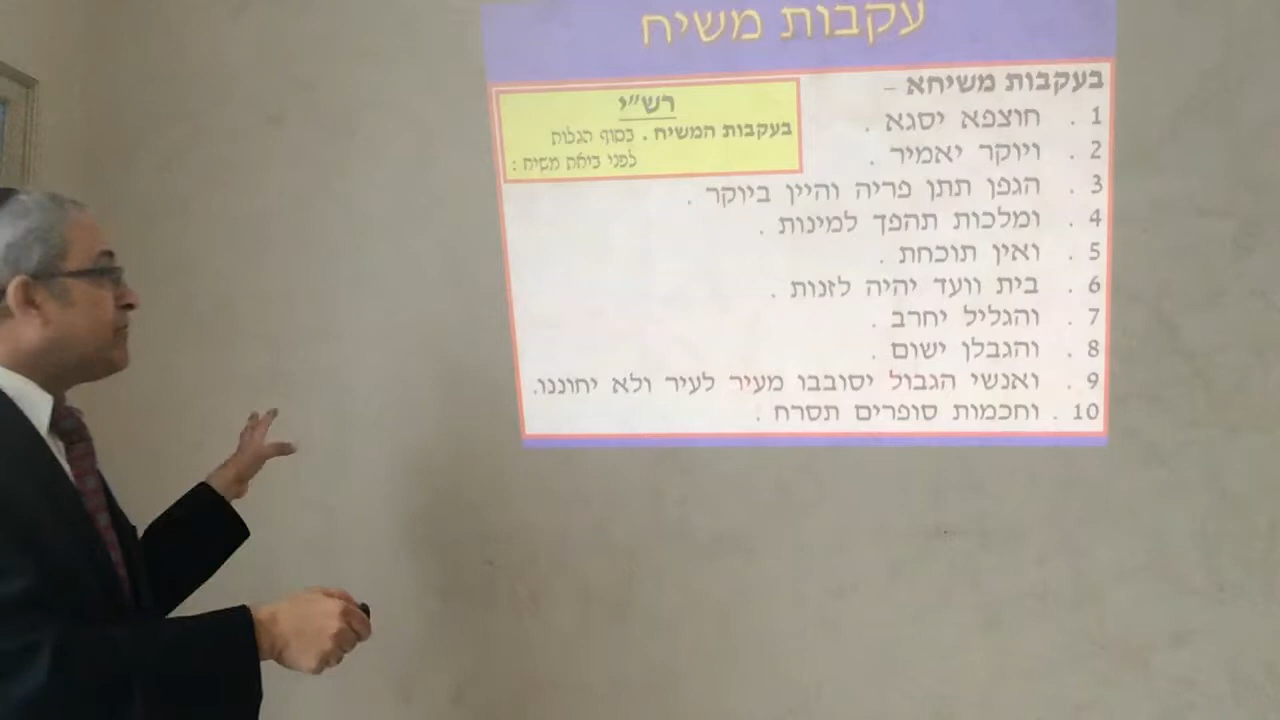 עקבות משיח
בעקבות משיחא –
1 . חוצפא יסגא .
2 . ויוקר יאמיר .
3 . הגפן תתן פריה והיין ביוקר .
4 . ומלכות תהפך למינות .
5 . ואין תוכחת .
6 . בית וועד יהיה לזנות .
7 . והגליל יחרב .
8 . והגבלן ישום .
9 . ואנשי הגבול יסובבו מעיר לעיר ולא יחוננו.
10 . וחכמות סופרים תסרח .
רש"י
בעקבות המשיח . בסוף הגלות
לפני ביאת משיח :